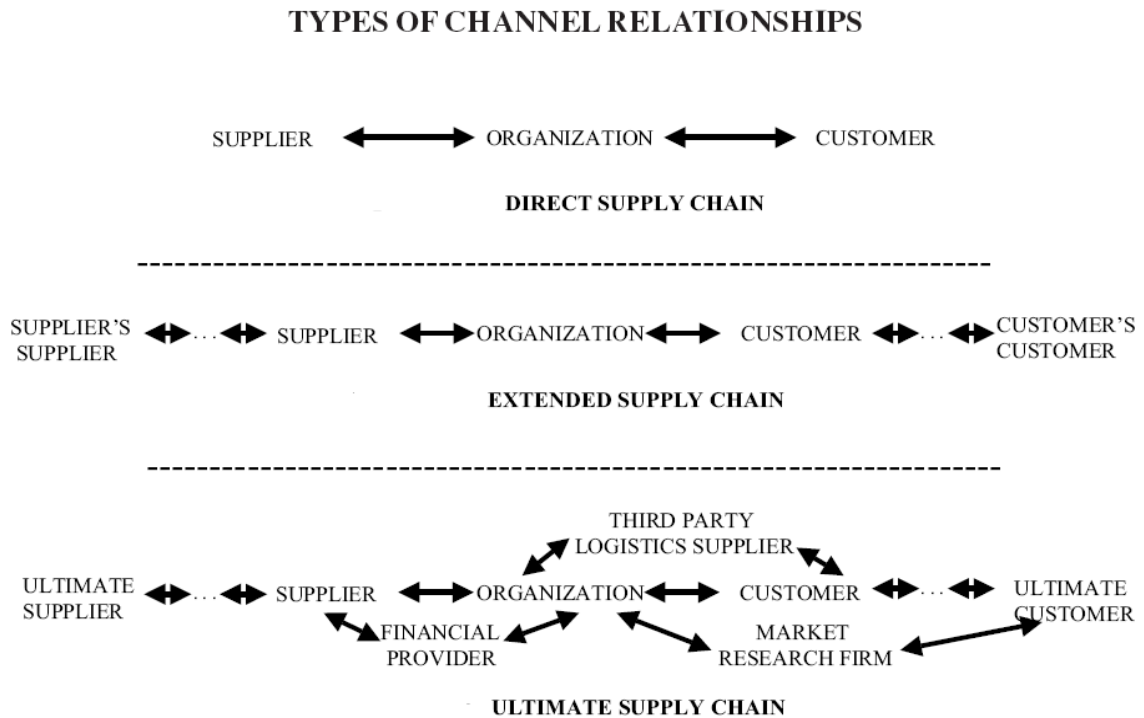 TYPES OF CHANNEL RELATIONSHIPS
SUPPLIER ORGANIZATION CUSTOMER
DIRECT SUPPLY CHAIN
SUPPLIER'S
SUPPLIER
...
SUPPLIER
ORGANIZATION
CUSTOMER
...
CUSTOMER'S
CUSTOMER
EXTENDED SUPPLY CHAIN
THIRD PARTY
LOGISTICS SUPPLIER
ULTIMATE
SUPPLIER
...
SUPPLIER
ORGANIZATION
CUSTOMER
...
ULTIMATE
CUSTOMER
FINANCIAL
PROVIDER
MARKET
RESEARCH FIRM
ULTIMATE SUPPLY CHAIN